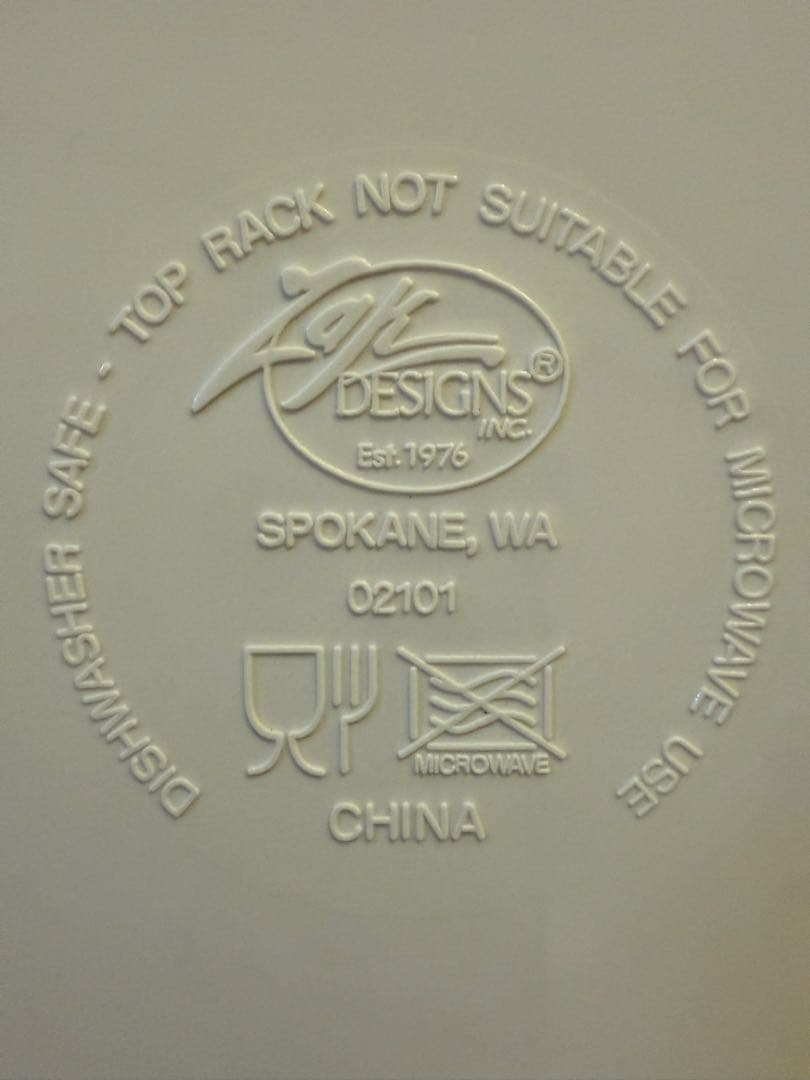 DISHWASHER SAFE - TOP RACK NOT SUITABLE FOR MICROWAVE USE
Zak
DESIGNS®
INC.
Est. 1976
SPOKANE, WA
02101
MICROWAVE
CHINA